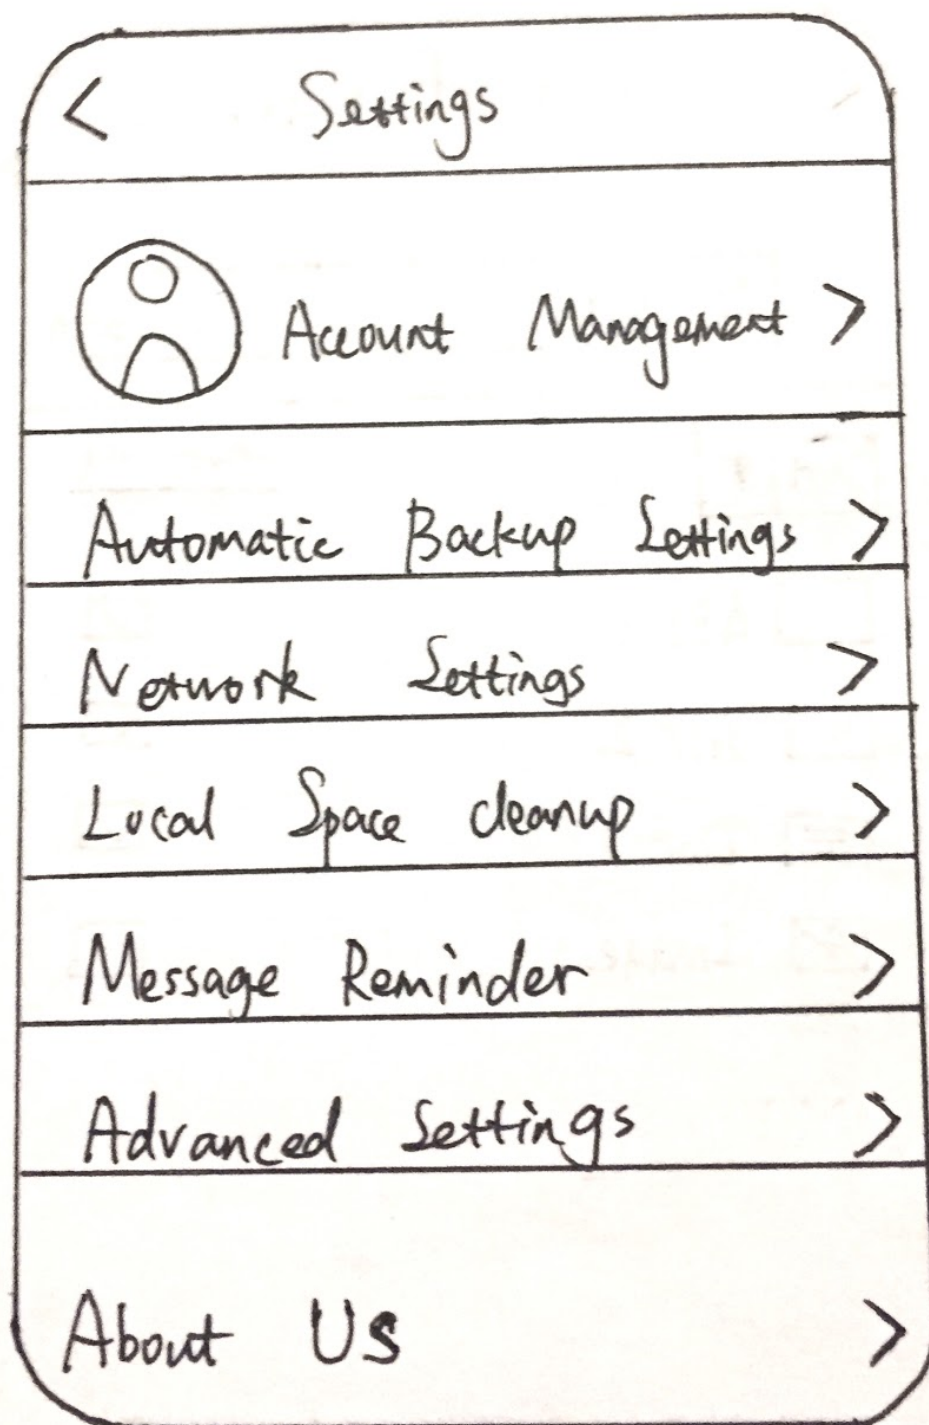 Settings
Account Management
Automatic Backup Settings
Network Settings
Local Space cleanup
Message Reminder
Advanced Settings
About Us